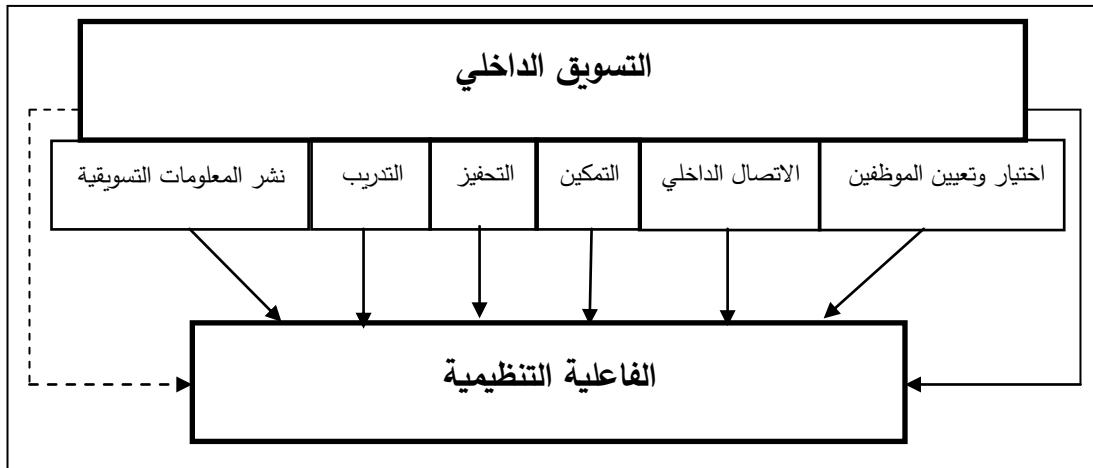 التسويق الداخلي
اختيار وتعيين الموظفين
الاتصال الداخلي
التمكين
التحفيز
التدريب
نشر المعلومات التسويقية
الفاعلية التنظيمية